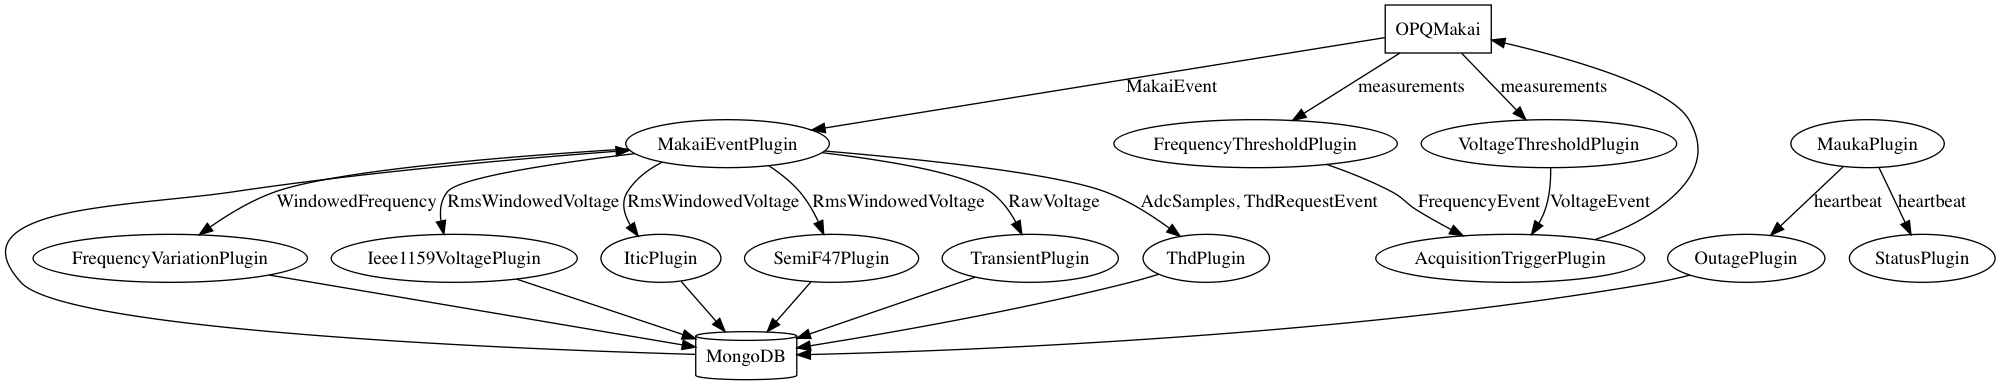 OPQMakai
MakaiEvent
measurements
measurements
MakaiEventPlugin
FrequencyThresholdPlugin
VoltageThresholdPlugin
MaukaPlugin
WindowedFrequency
RmsWindowedVoltage
RmsWindowedVoltage
RmsWindowedVoltage
RawVoltage
AdcSamples, ThdRequestEvent
FrequencyEvent
VoltageEvent
heartbeat
heartbeat
FrequencyVariationPlugin
Ieee1159VoltagePlugin
IticPlugin
SemiF47Plugin
TransientPlugin
ThdPlugin
AcquisitionTriggerPlugin
OutagePlugin
StatusPlugin
MongoDB